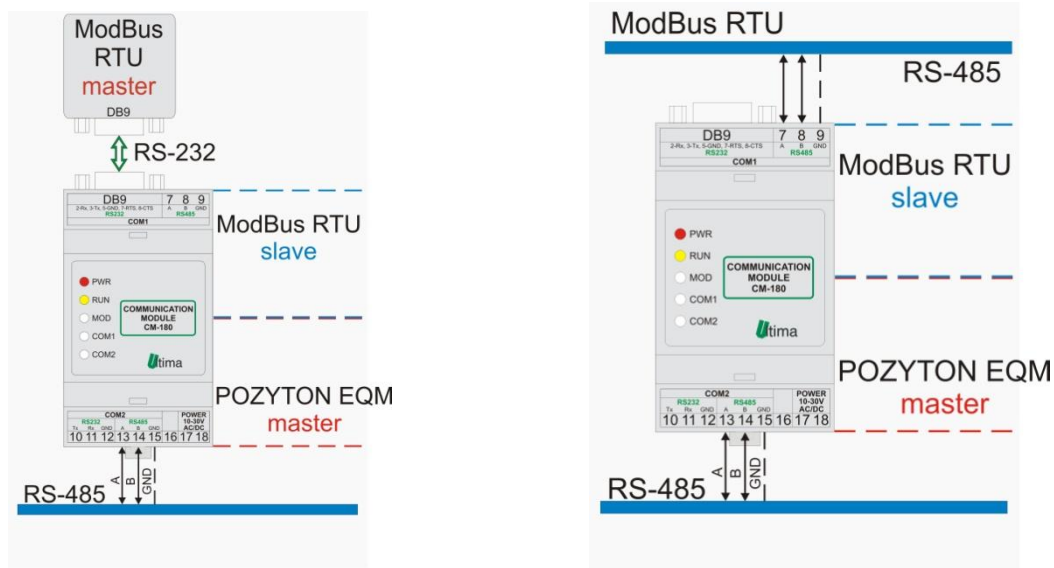 ModBus
RTU
master
DB9
RS-232
DB9 7 8 9
2-Rx, 3-Tx, 5-GND, 7-RTS, 8-CTS A B GND
RS232 RS485
COM1
ModBus RTU
slave
PWR
RUN
MOD
COM1
COM2
COMMUNICATION
MODULE
CM-180
Ultima
POZYTON EQM
master
COM2 POWER
RS232 RS485 10-30V
Tx Rx GND A B GND AC/DC
10 11 12 13 14 15 16 17 18
A B GND
RS-485
ModBus RTU
RS-485
DB9 7 8 9
2-Rx, 3-Tx, 5-GND, 7-RTS, 8-CTS A B GND
RS232 RS485
COM1
ModBus RTU
slave
PWR
RUN
MOD
COM1
COM2
COMMUNICATION
MODULE
CM-180
Ultima
POZYTON EQM
master
COM2 POWER
RS232 RS485 10-30V
Tx Rx GND A B GND AC/DC
10 11 12 13 14 15 16 17 18
A B GND
RS-485